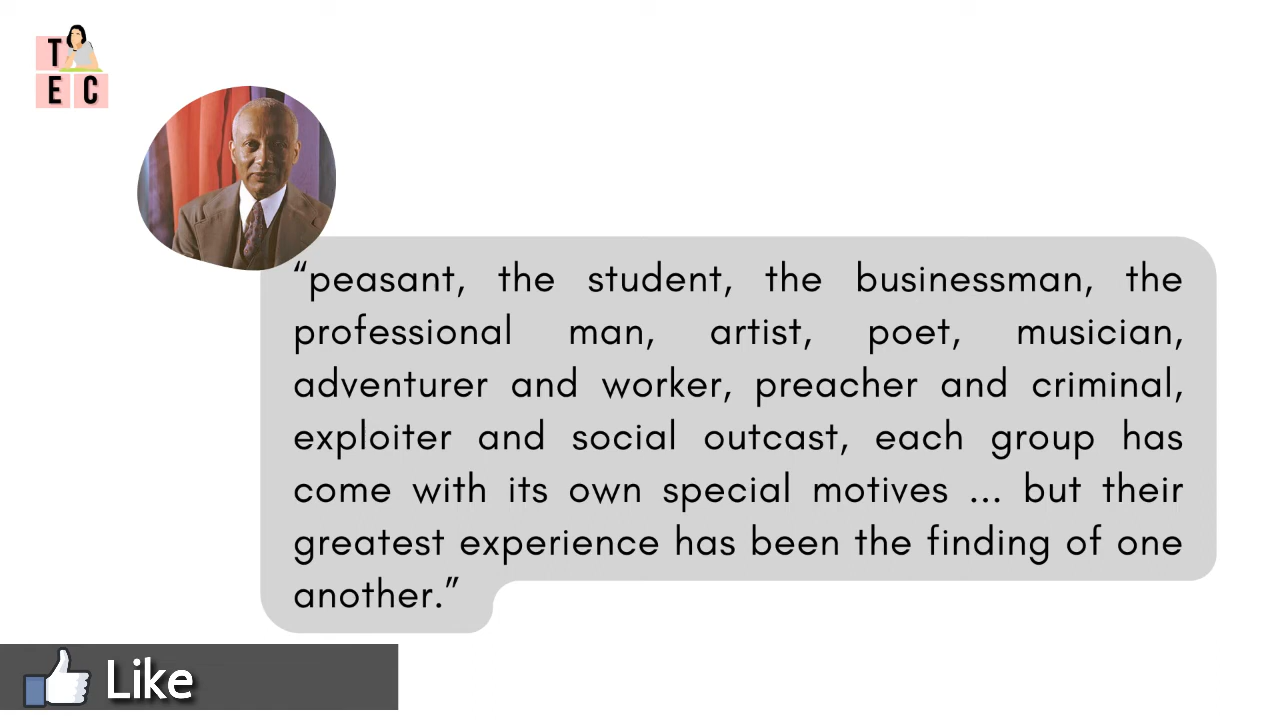 T
E C
“peasant, the student, the businessman, the
professional man, artist, poet, musician,
adventurer and worker, preacher and criminal,
exploiter and social outcast, each group has
come with its own special motives ... but their
greatest experience has been the finding of one
another.”
Like